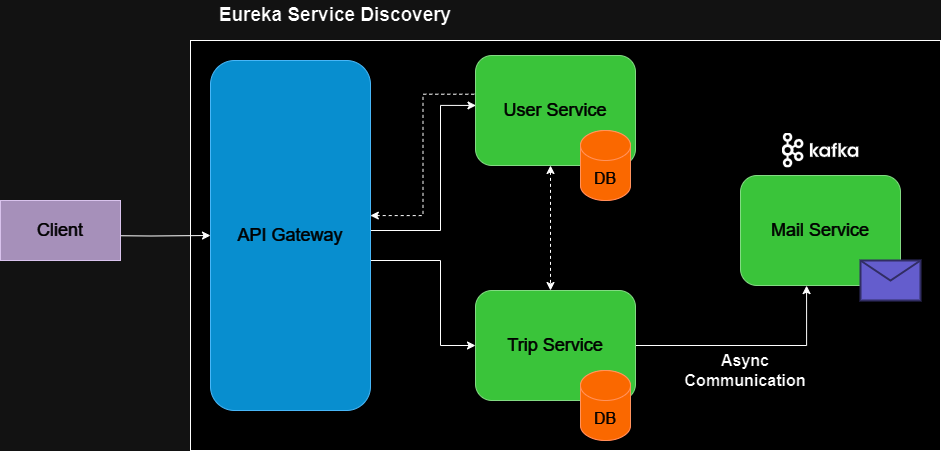 Eureka Service Discovery
Client
API Gateway
User Service
DB
kafka
Mail Service
Trip Service
DB
Async
Communication